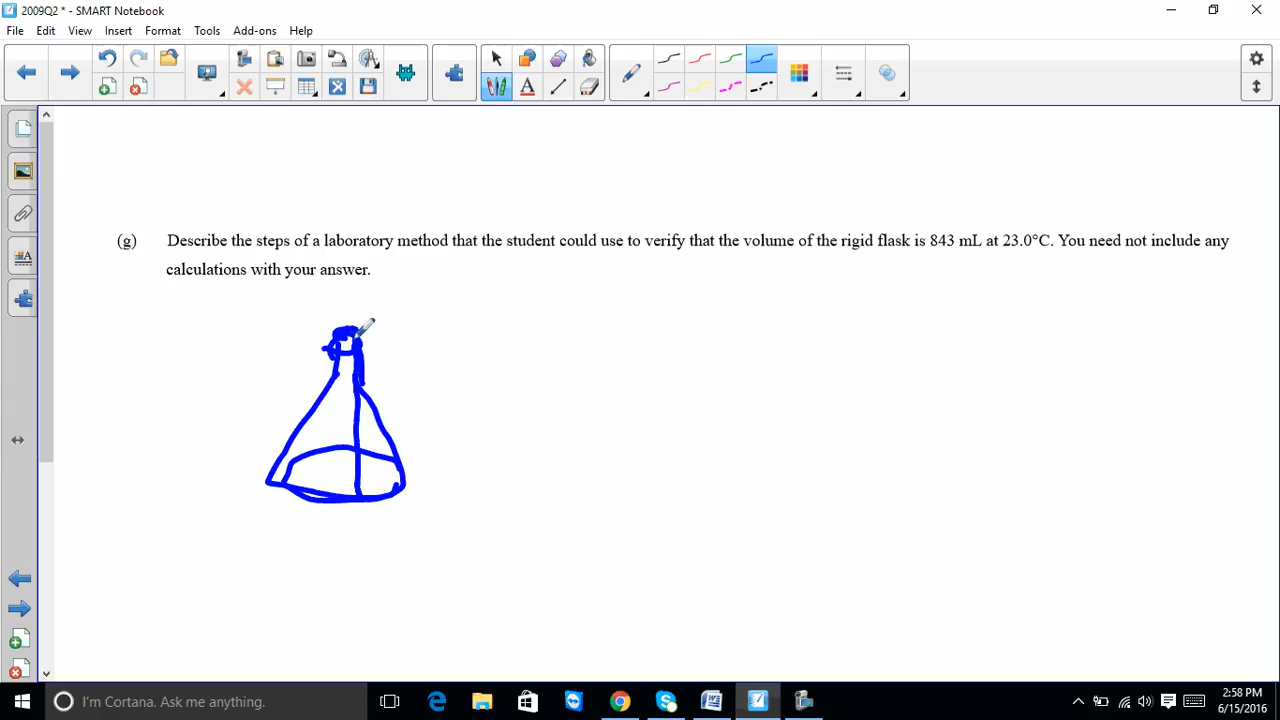 2009Q2 * - SMART Notebook
File Edit View Insert Format Tools Add-ons Help
(g) Describe the steps of a laboratory method that the student could use to verify that the volume of the rigid flask is 843 mL at 23.0°C. You need not include any
calculations with your answer.
I'm Cortana. Ask me anything.
2:58 PM
6/15/2016